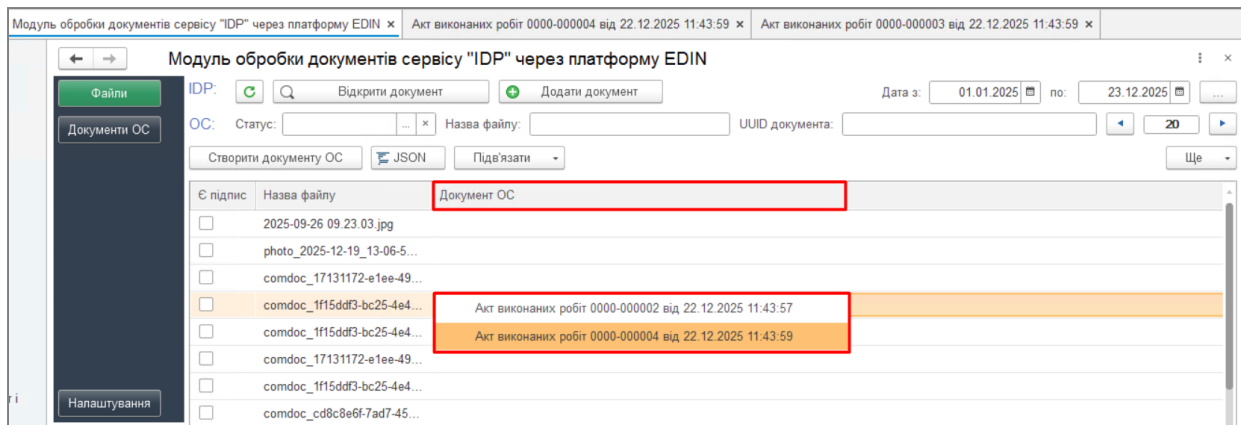 Модуль обробки документів сервісу "IDP" через платформу EDIN × Акт виконаних робіт 0000-000004 від 22.12.2025 11:43:59 × Акт виконаних робіт 0000-000003 від 22.12.2025 11:43:59 ×
Модуль обробки документів сервісу "IDP" через платформу EDIN
Файли
Документи ОС
Налаштування
IDP: Відкрити документ Додати документ Дата з: 01.01.2025 по: 23.12.2025 ...
ОС: Статус: ... × Назва файлу: UUID документа: 20
Створити документу ОС JSON Підв'язати Ще
Є підпис Назва файлу Документ ОС
2025-09-26 09.23.03.jpg
photo_2025-12-19_13-06-5...
comdoc_17131172-e1ee-49...
comdoc_1f15ddf3-bc25-4e4... Акт виконаних робіт 0000-000002 від 22.12.2025 11:43:57
comdoc_1f15ddf3-bc25-4e4... Акт виконаних робіт 0000-000004 від 22.12.2025 11:43:59
comdoc_17131172-e1ee-49...
comdoc_1f15ddf3-bc25-4e4...
comdoc_cd8c8e6f-7ad7-45...